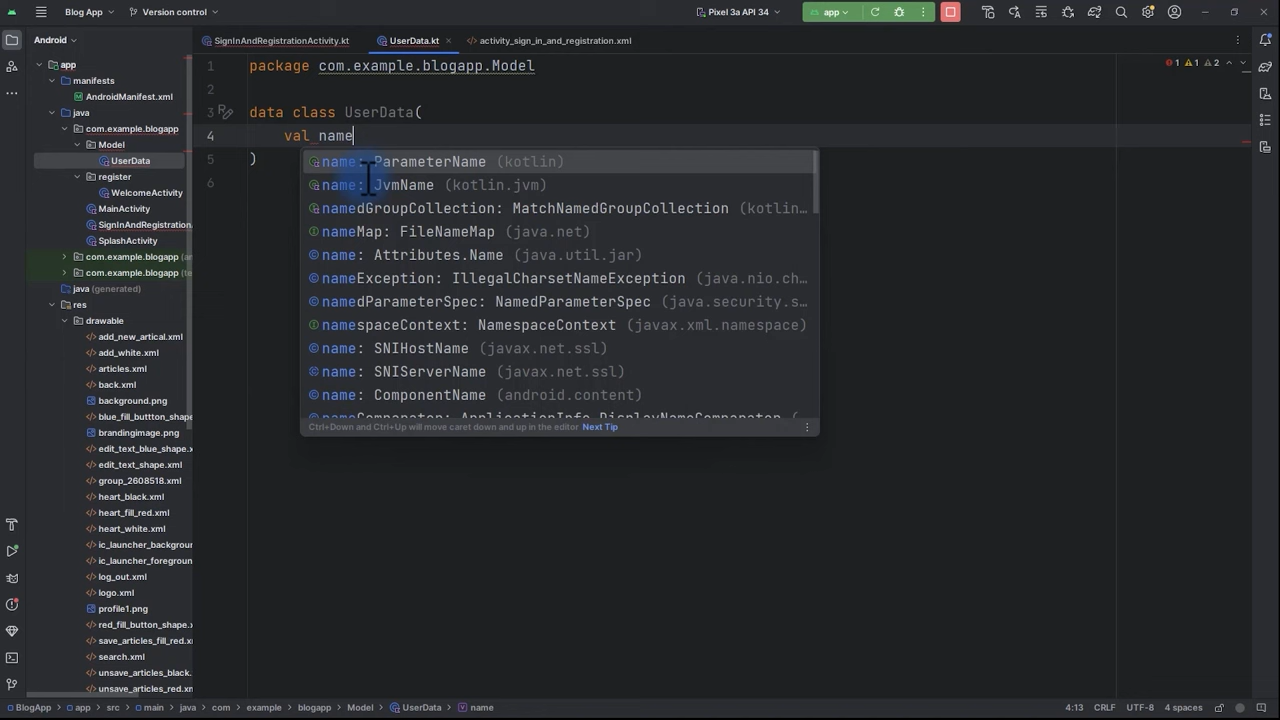 Blog App
Version control
Pixel 3a API 34
app
Android
SignInAndRegistrationActivity.kt
UserData.kt
activity_sign_in_and_registration.xml
app
manifests
AndroidManifest.xml
java
com.example.blogapp
Model
UserData
register
WelcomeActivity
MainActivity
SignInAndRegistration
SplashActivity
com.example.blogapp (
com.example.blogapp (
java (generated)
res
drawable
add_new_artical.xml
add_white.xml
articles.xml
back.xml
background.png
blue_fill_buttton_shape
brandingimage.png
edit_text_blue_shape.x
edit_text_shape.xml
group_2608518.xml
heart_black.xml
heart_fill_red.xml
heart_white.xml
ic_launcher_backgroun
ic_launcher_foregroun
log_out.xml
logo.xml
profile1.png
red_fill_button_shape.x
save_articles_fill_red.xn
search.xml
unsave_articles_black.
unsave_articles_red.xn
1 package com.example.blogapp.Model
2
3 data class UserData(
4 val name
5 )
6
1 1 2
name: ParameterName (kotlin)
name: JvmName (kotlin.jvm)
namedGroupCollection: MatchNamedGroupCollection (kotlin…
nameMap: FileNameMap (java.net)
name: Attributes.Name (java.util.jar)
nameException: IllegalCharsetNameException (java.nio.ch…
namedParameterSpec: NamedParameterSpec (java.security.s…
namespaceContext: NamespaceContext (javax.xml.namespace)
name: SNIHostName (javax.net.ssl)
name: SNIServerName (javax.net.ssl)
name: ComponentName (android.content)
nameComparator: ApplicationInfo.DisplayNameComparator (
Ctrl+Down and Ctrl+Up will move caret down and up in the editor Next Tip
BlogApp > app > src > main > java > com > example > blogapp > Model > UserData > name
4:13 CRLF UTF-8 4 spaces